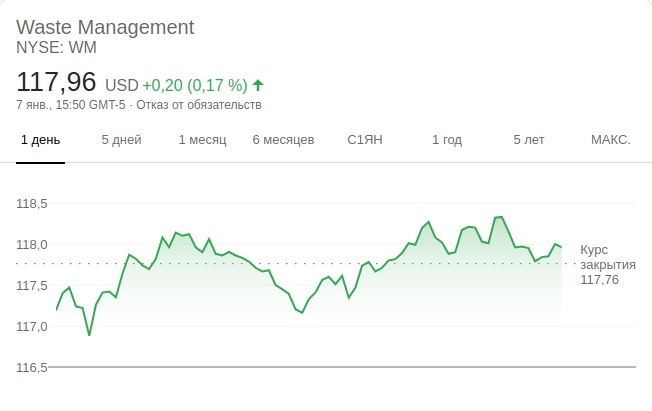 Waste Management
NYSE: WM
117,96 USD +0,20 (0,17 %)
7 янв., 15:50 GMT-5 · Отказ от обязательств
1 день 5 дней 1 месяц 6 месяцев С1ЯН 1 год 5 лет МАКС.
118,5
118,0
117,5
117,0
116,5
Курс
закрытия
117,76